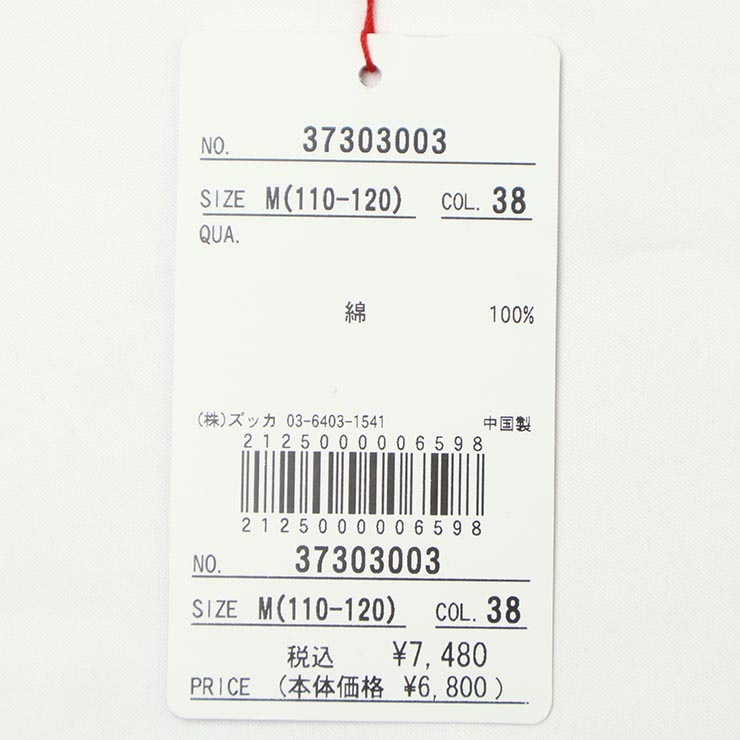 NO. 37303003
SIZE M(110-120) COL. 38
QUA.
綿 100%
(株)ズッカ 03-6403-1541 中国製
2125000006598
2125000006598
NO. 37303003
SIZE M(110-120) COL. 38
税込 ¥7,480
PRICE (本体価格 ¥6,800)